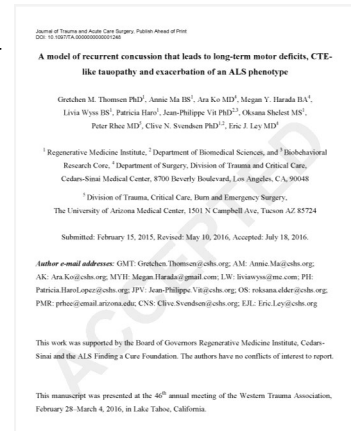 Journal of Trauma and Acute Care Surgery, Publish Ahead of Print
DOI: 10.1097/TA.0000000000001248
A model of recurrent concussion that leads to long-term motor deficits, CTE-
like tauopathy and exacerbation of an ALS phenotype
Gretchen M. Thomsen PhD1, Annie Ma BS1, Ara Ko MD4, Megan Y. Harada BA4,
Livia Wyss BS1, Patricia Haro1, Jean-Philippe Vit PhD2,3, Oksana Shelest MS1,
Peter Rhee MD5, Clive N. Svendsen PhD1,2, Eric J. Ley MD4
1 Regenerative Medicine Institute, 2 Department of Biomedical Sciences, and 3 Biobehavioral
Research Core, 4 Department of Surgery, Division of Trauma and Critical Care,
Cedars-Sinai Medical Center, 8700 Beverly Boulevard, Los Angeles, CA, 90048
5 Division of Trauma, Critical Care, Burn and Emergency Surgery,
The University of Arizona Medical Center, 1501 N Campbell Ave, Tucson AZ 85724
Submitted: February 15, 2015, Revised: May 10, 2016, Accepted: July 18, 2016.
Author e-mail addresses: GMT: Gretchen.Thomsen@cshs.org; AM: Annie.Ma@cshs.org;
AK: Ara.Ko@cshs.org, MYH: Megan.Harada@gmail.com; LW: liviawyss@me.com; PH:
Patricia.HaroLopez@cshs.org; JPV: Jean-Philippe.Vit@cshs.org; OS: roksana.elder@cshs.org,
PMR: prhee@email.arizona.edu; CNS: Clive.Svendsen@cshs.org; EJL: Eric.Ley@cshs.org
This work was supported by the Board of Governors Regenerative Medicine Institute, Cedars-
Sinai and the ALS Finding a Cure Foundation. The authors have no conflicts of interest to report.
This manuscript was presented at the 46th annual meeting of the Western Trauma Association,
February 28-March 4, 2016, in Lake Tahoe, California.
ACCEPTED